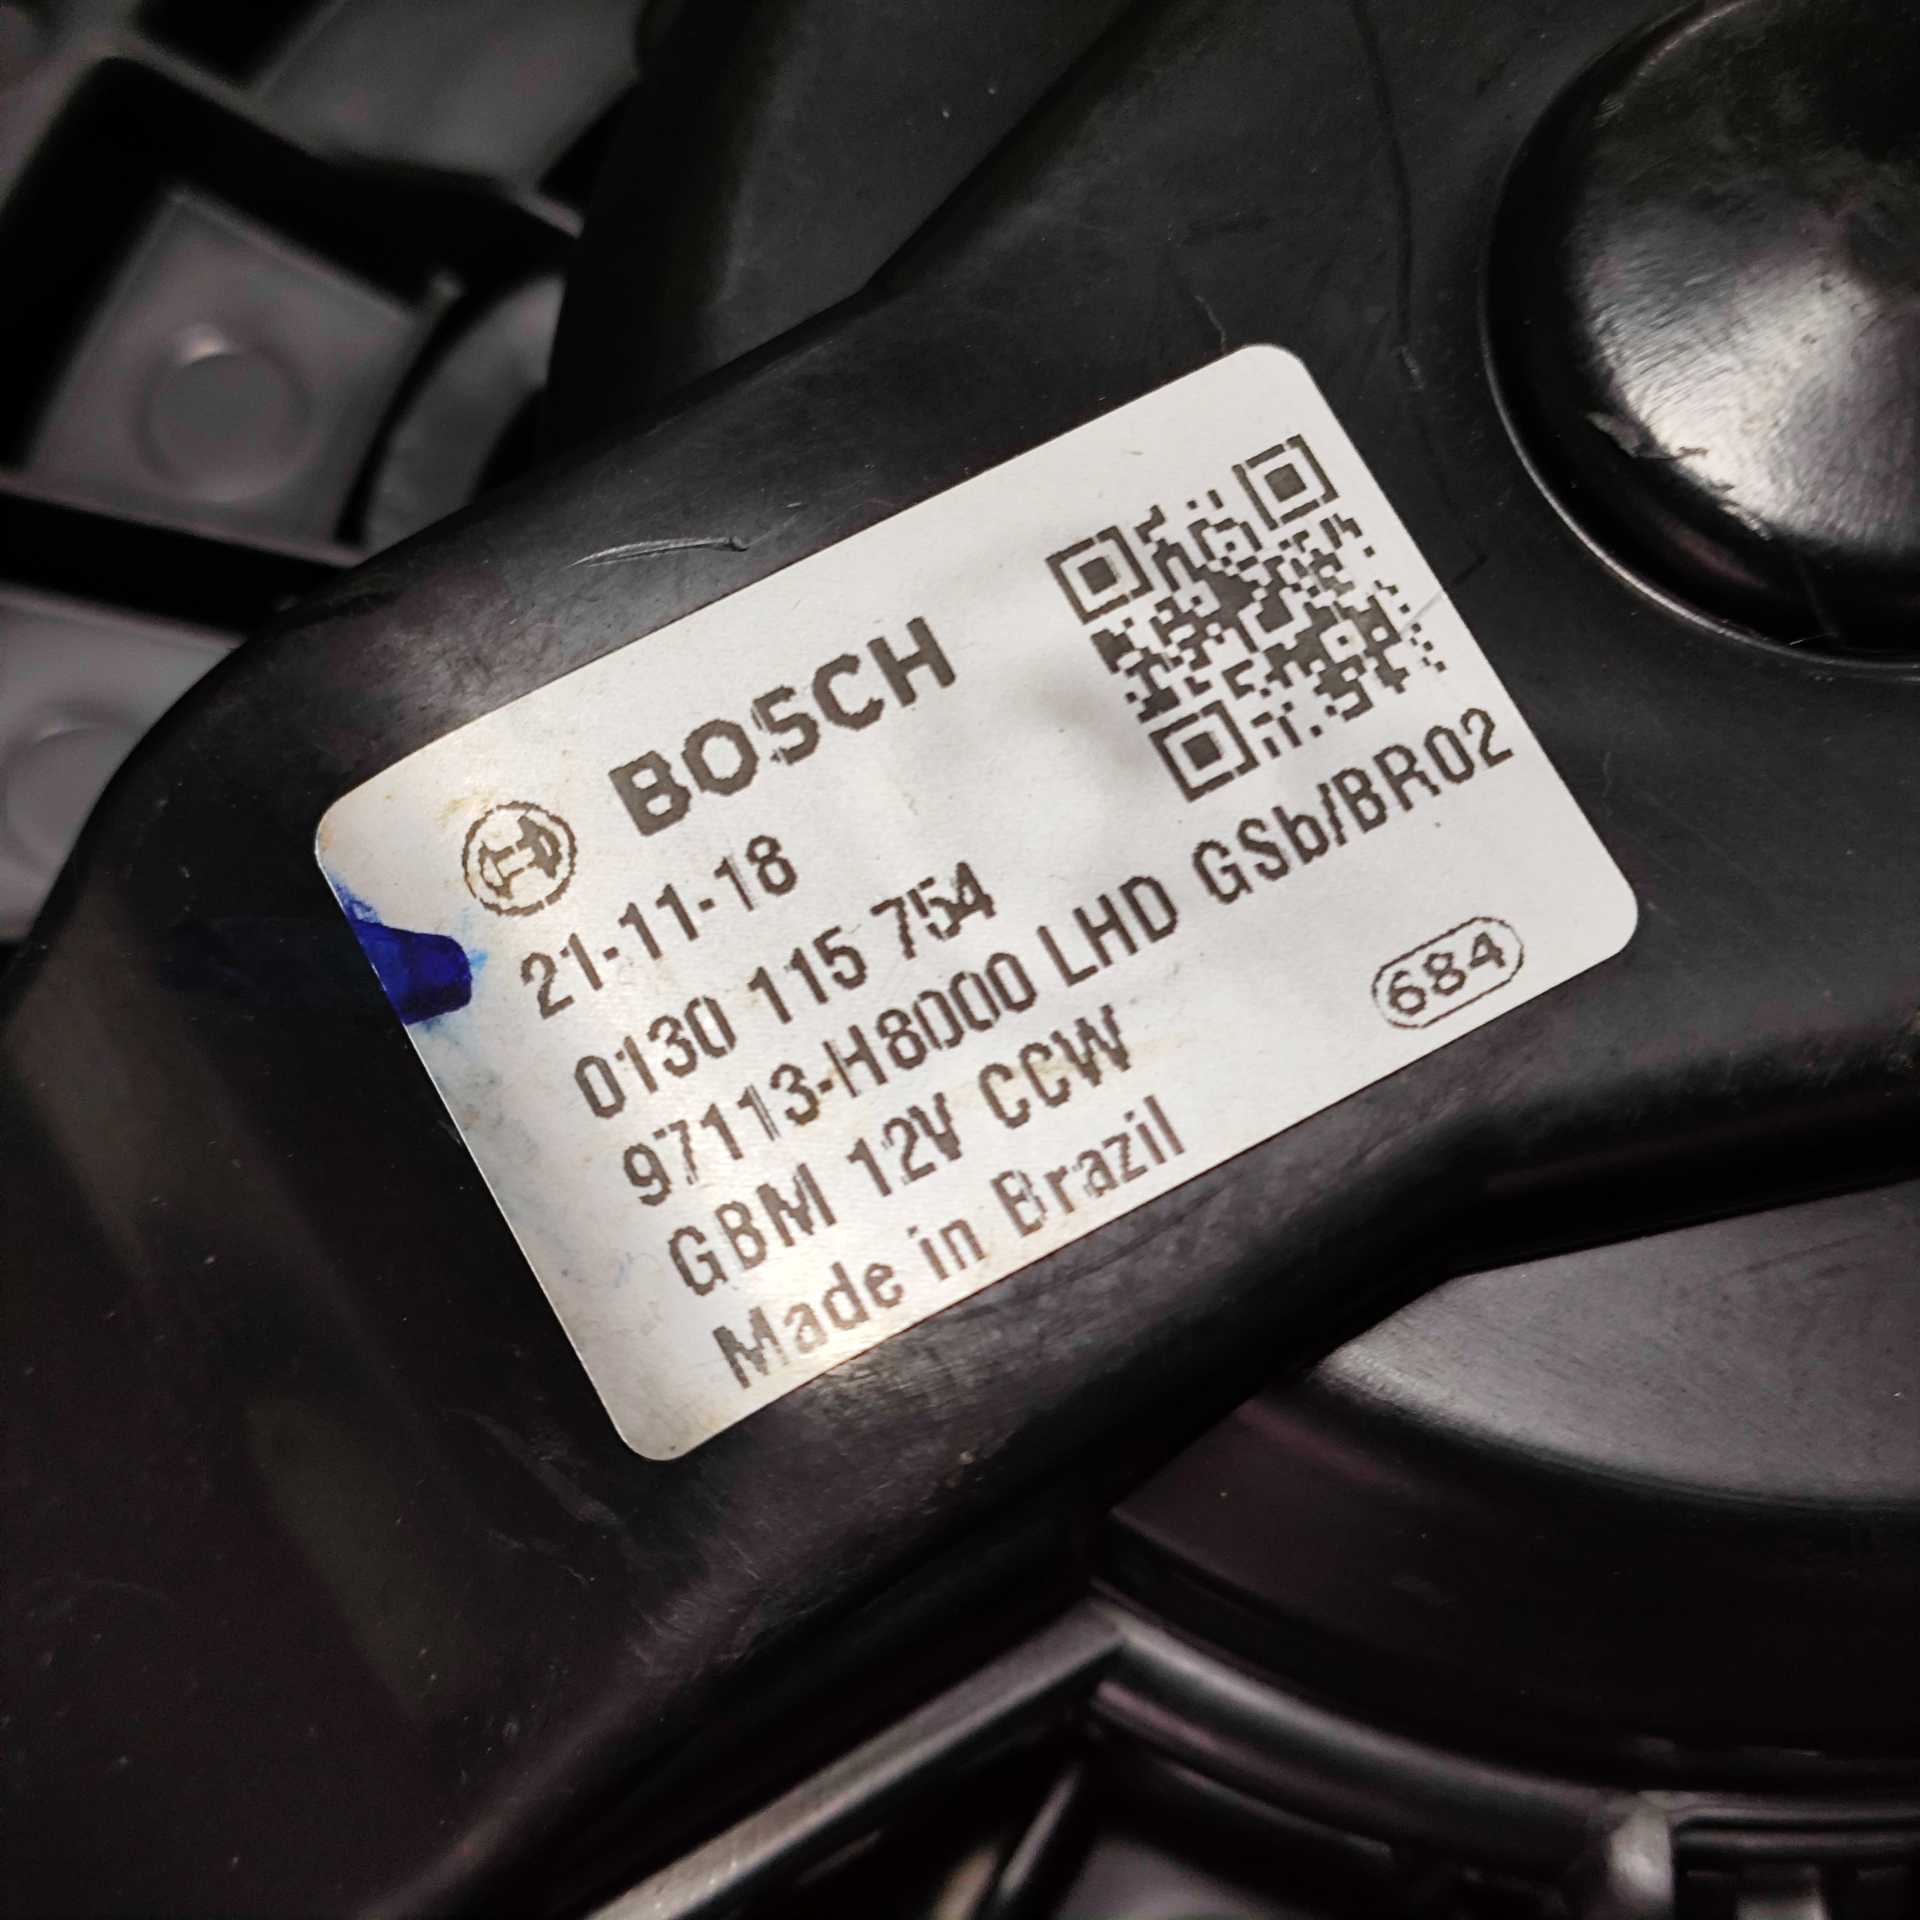 BOSCH
21-11-18
0130 115 754
97113-H8000 LHD GSb/BR02
GBM 12V CCW
684
Made in Brazil